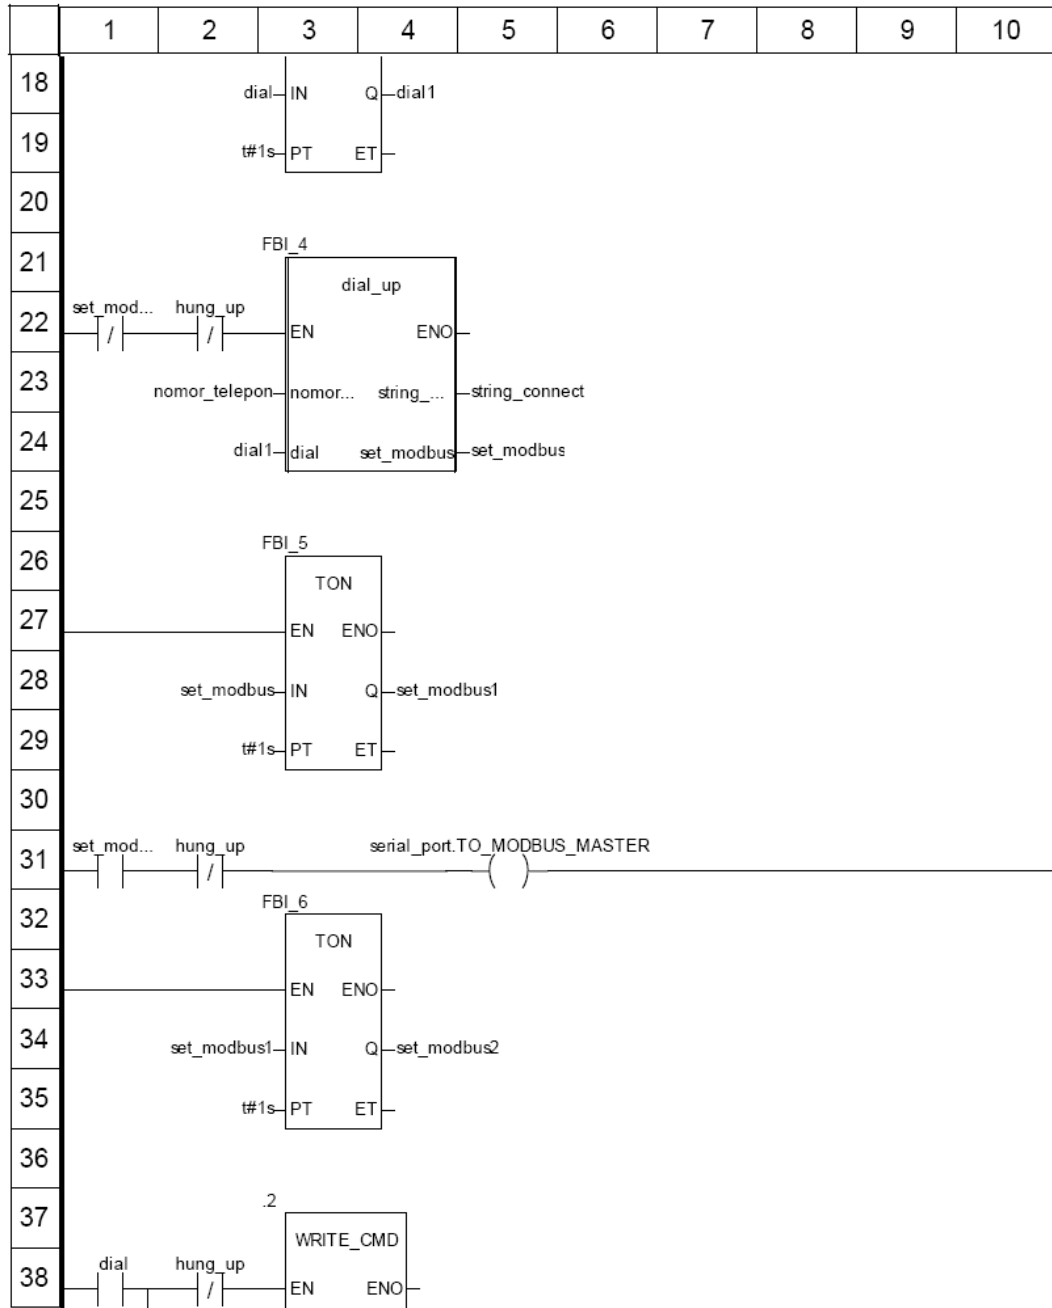 1 2 3 4 5 6 7 8 9 10
18
dial IN Q dial1
19
t#1s PT ET
20
21
FBI_4
dial_up
22
set_mod... hung_up
/ / EN ENO
23
nomor_telepon nomor... string_... string_connect
24
dial1 dial set_modbus set_modbus
25
26
FBI_5
TON
27
EN ENO
28
set_modbus IN Q set_modbus1
29
t#1s PT ET
30
31
set_mod... hung_up serial_port.TO_MODBUS_MASTER
/ ( )
32
FBI_6
TON
33
EN ENO
34
set_modbus1 IN Q set_modbus2
35
t#1s PT ET
36
37
.2
WRITE_CMD
38
dial hung_up
/ EN ENO